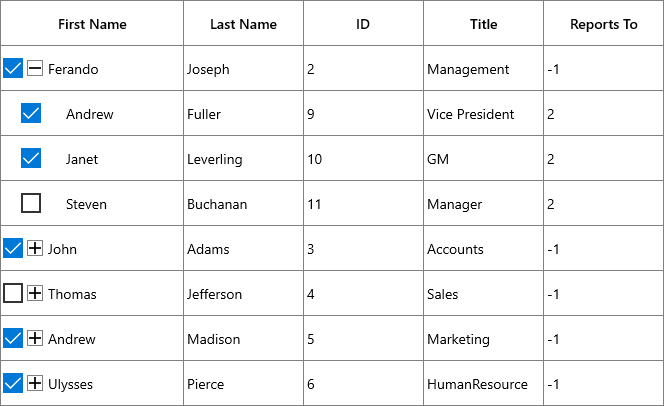 First Name Last Name ID Title Reports To
Ferando Joseph 2 Management -1
Andrew Fuller 9 Vice President 2
Janet Leverling 10 GM 2
Steven Buchanan 11 Manager 2
John Adams 3 Accounts -1
Thomas Jefferson 4 Sales -1
Andrew Madison 5 Marketing -1
Ulysses Pierce 6 HumanResource -1